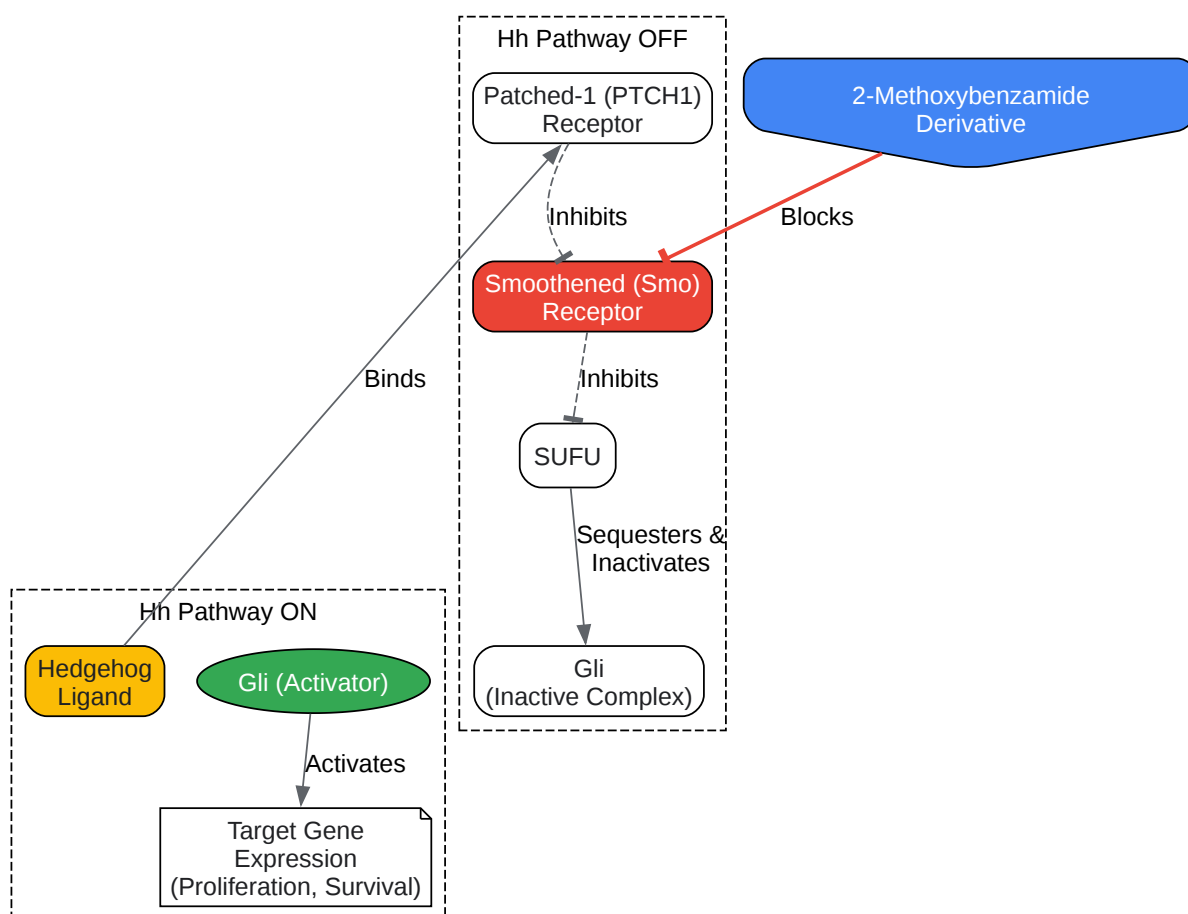 Hh Pathway OFF
Patched-1 (PTCH1)
Receptor
2-Methoxybenzamide
Derivative
Inhibits
Blocks
Smoothened (Smo)
Receptor
Binds
Inhibits
SUFU
Sequesters &
Inactivates
Hh Pathway ON
Hedgehog
Ligand
Gli (Activator)
Gli
(Inactive Complex)
Activates
Target Gene
Expression
(Proliferation, Survival)